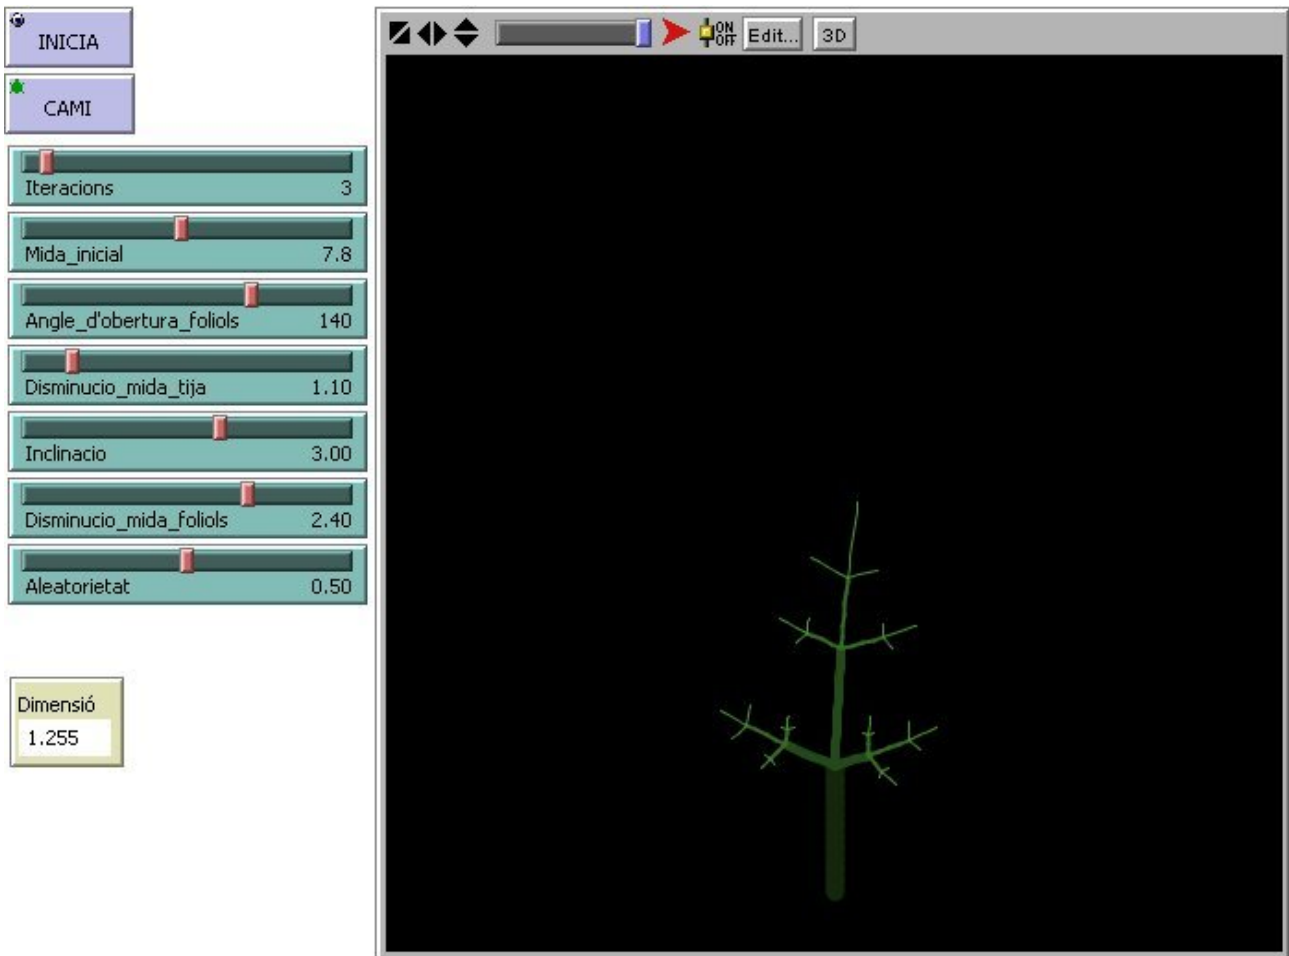 INICIA
CAMI
Iteracions 3
Mida_inicial 7.8
Angle_d'obertura_foliols 140
Disminucio_mida_tija 1.10
Inclinacio 3.00
Disminucio_mida_foliols 2.40
Aleatorietat 0.50
Dimensió
1.255
ON
OFF
Edit...
3D